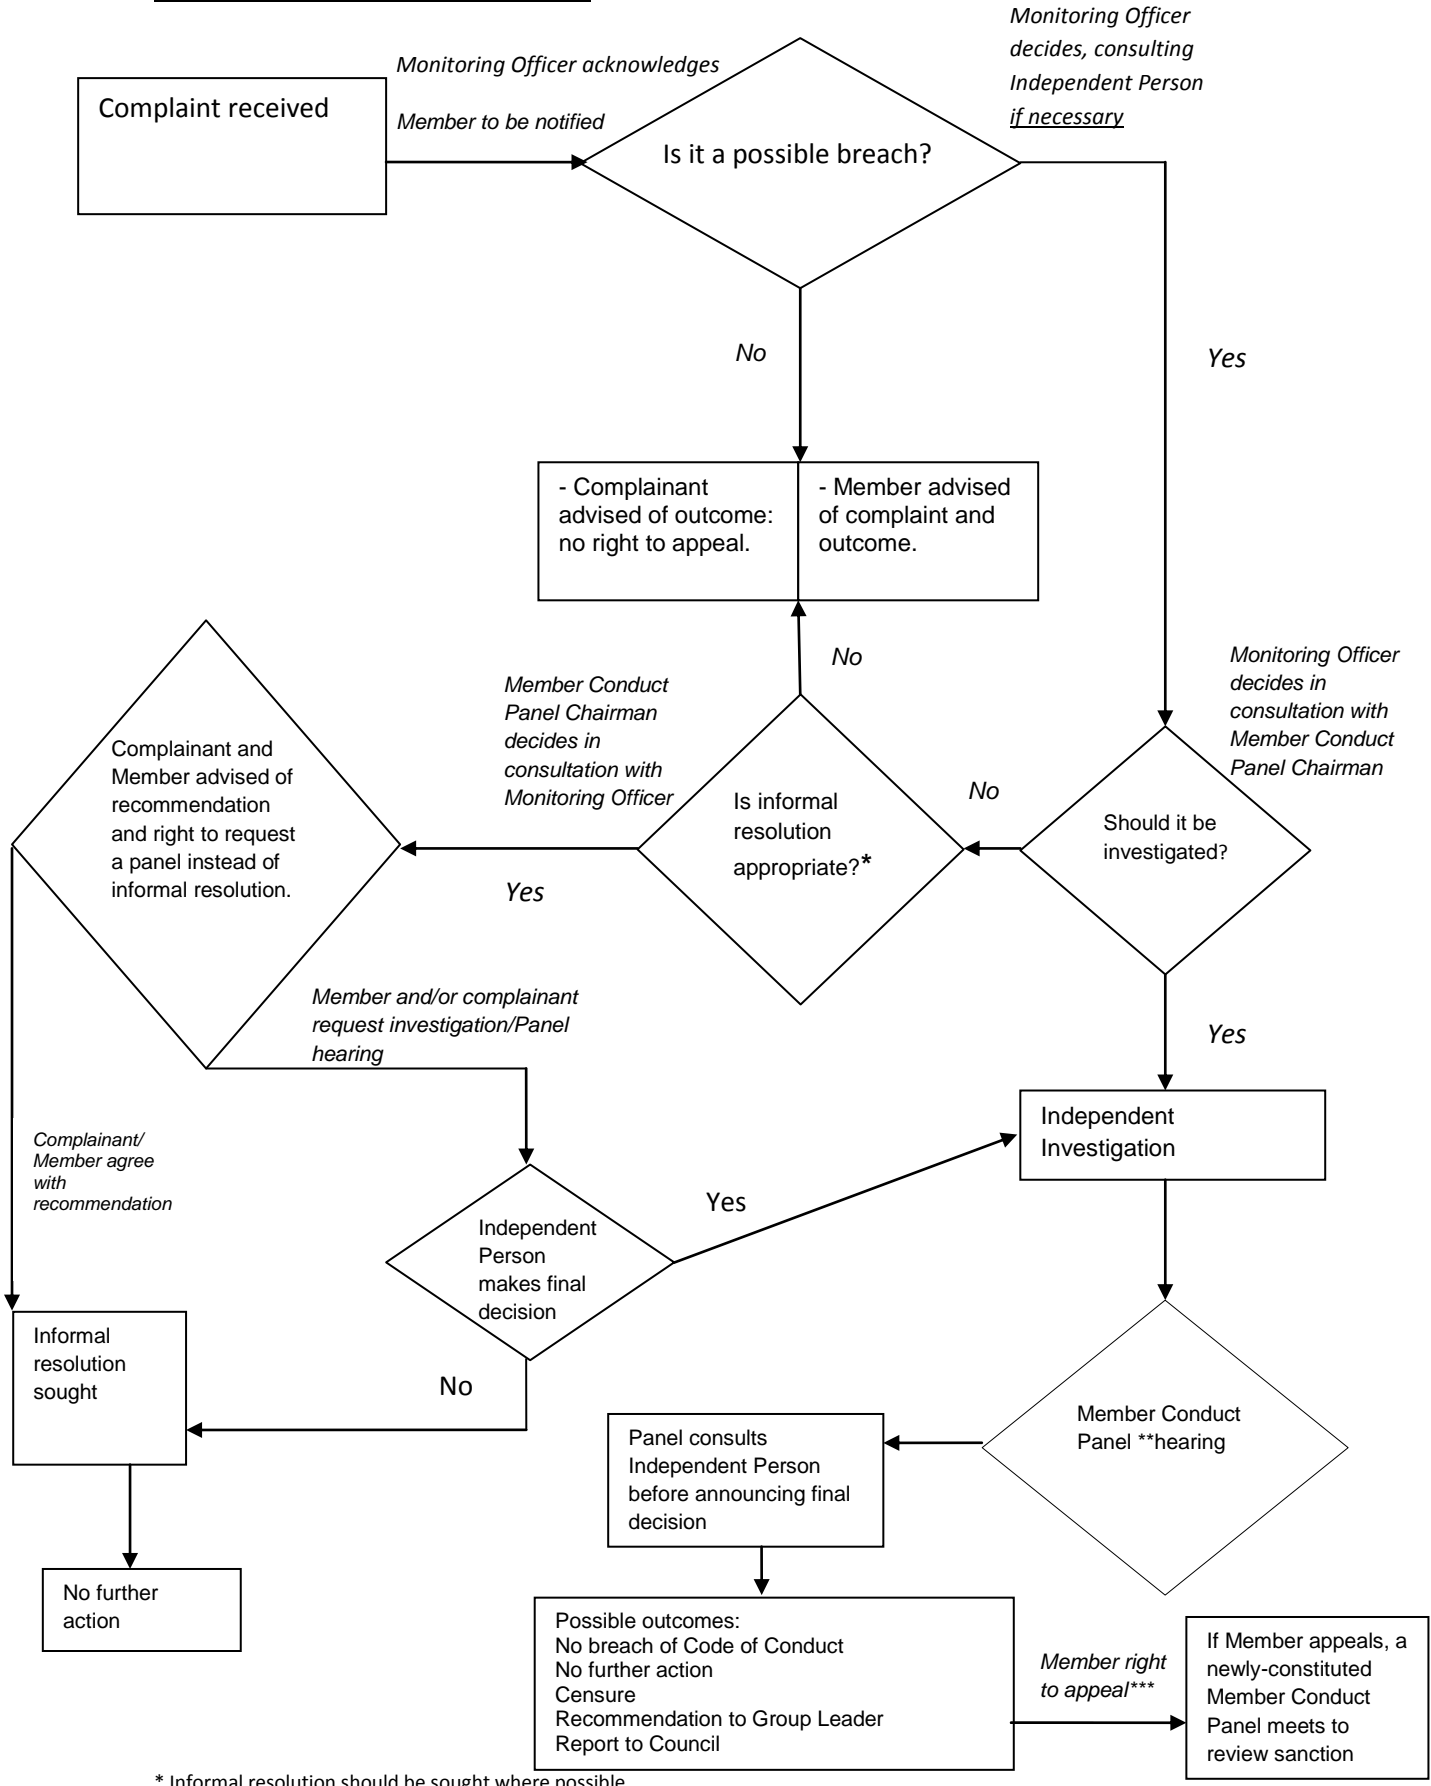 Monitoring Officer
decides, consulting
Independent Person
if necessary
Monitoring Officer acknowledges
Complaint received
Member to be notified
Is it a possible breach?
No
Yes
- Complainant
advised of outcome:
no right to appeal.
- Member advised
of complaint and
outcome.
No
Monitoring Officer
decides in
consultation with
Member Conduct
Panel Chairman
Member Conduct
Panel Chairman
decides in
consultation with
Monitoring Officer
Complainant and
Member advised of
recommendation
and right to request
a panel instead of
informal resolution.
Is informal
resolution
appropriate?*
No
Should it be
investigated?
Yes
Member and/or complainant
request investigation/Panel
hearing
Yes
Independent
Investigation
Complainant/
Member agree
with
recommendation
Yes
Independent
Person
makes final
decision
Informal
resolution
sought
No
Member Conduct
Panel **hearing
Panel consults
Independent Person
before announcing final
decision
No further
action
Possible outcomes:
No breach of Code of Conduct
No further action
Censure
Recommendation to Group Leader
Report to Council
Member right
to appeal***
If Member appeals, a
newly-constituted
Member Conduct
Panel meets to
review sanction
* Informal resolution should be sought where possible